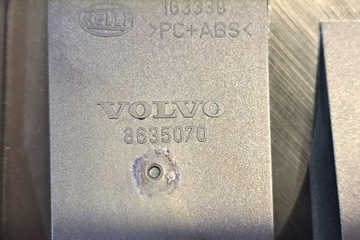 HELLA
163338
>PC+ABS<
VOLVO
8635070